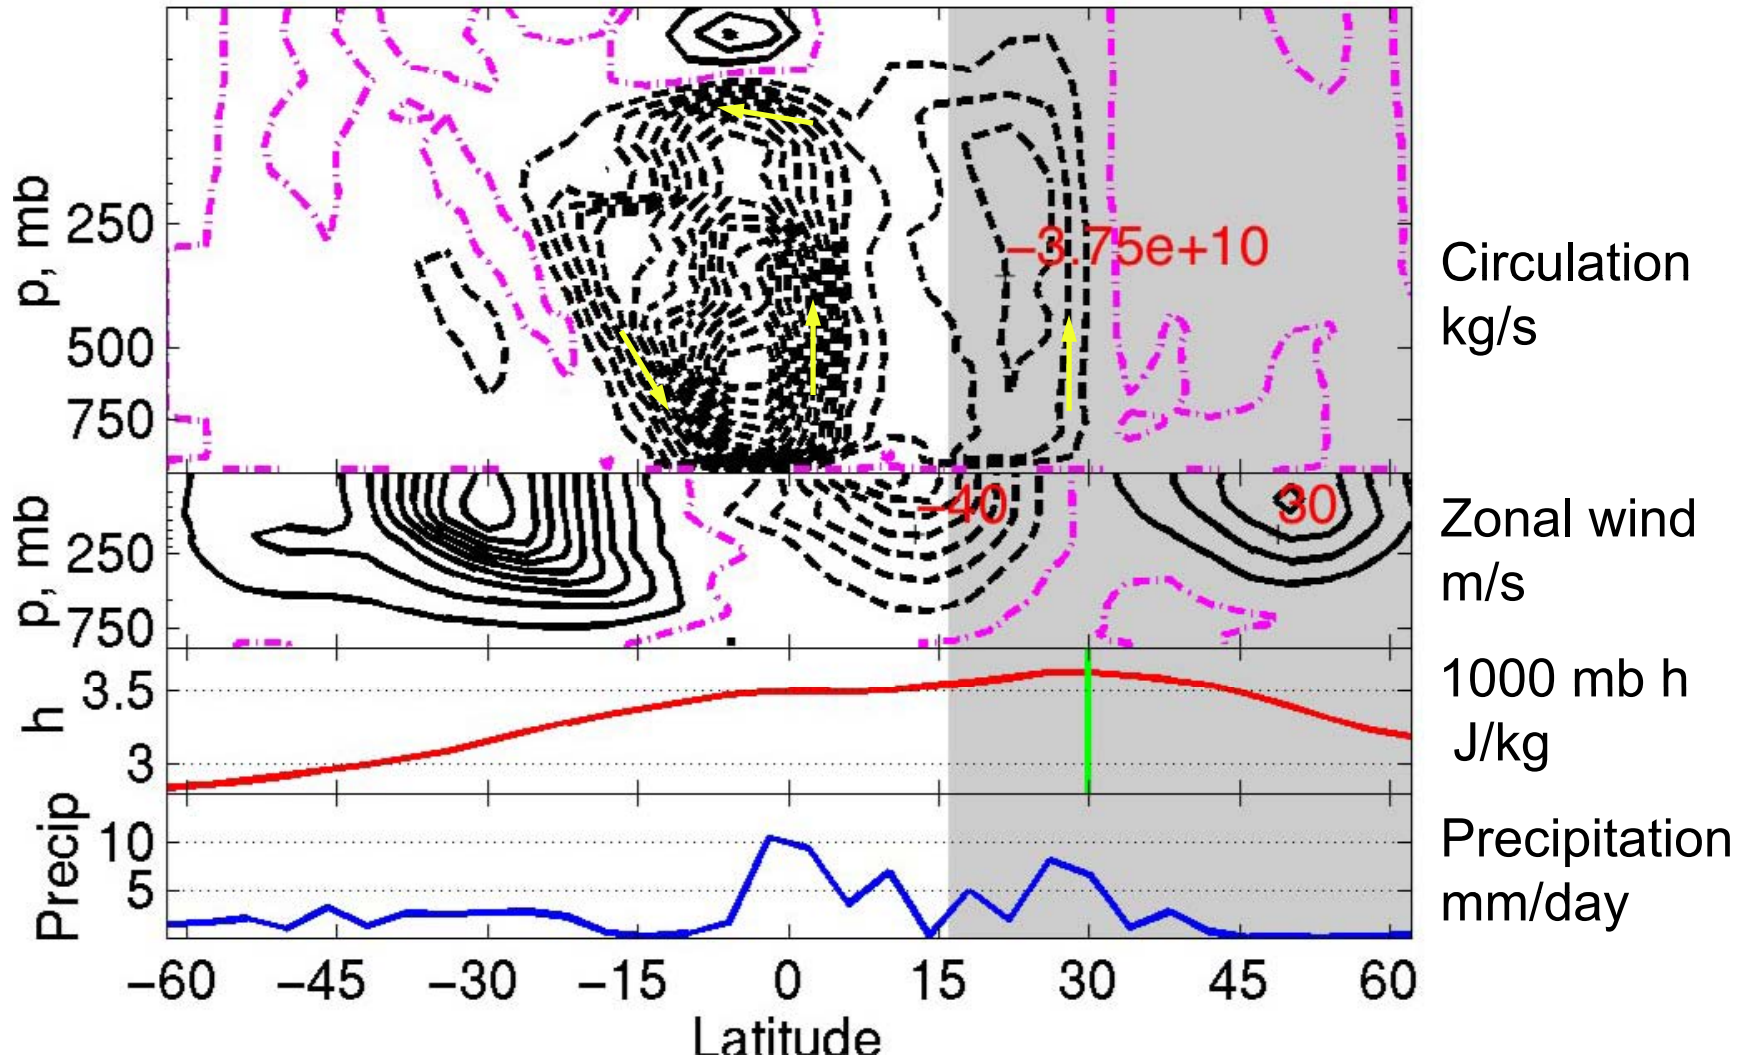 p, mb
250
500
750
−3.75e+10
Circulation
kg/s
p, mb
250
750
−40
30
Zonal wind
m/s
h
3.5
3
1000 mb h
J/kg
Precip
10
5
Precipitation
mm/day
−60 −45 −30 −15 0 15 30 45 60
Latitude